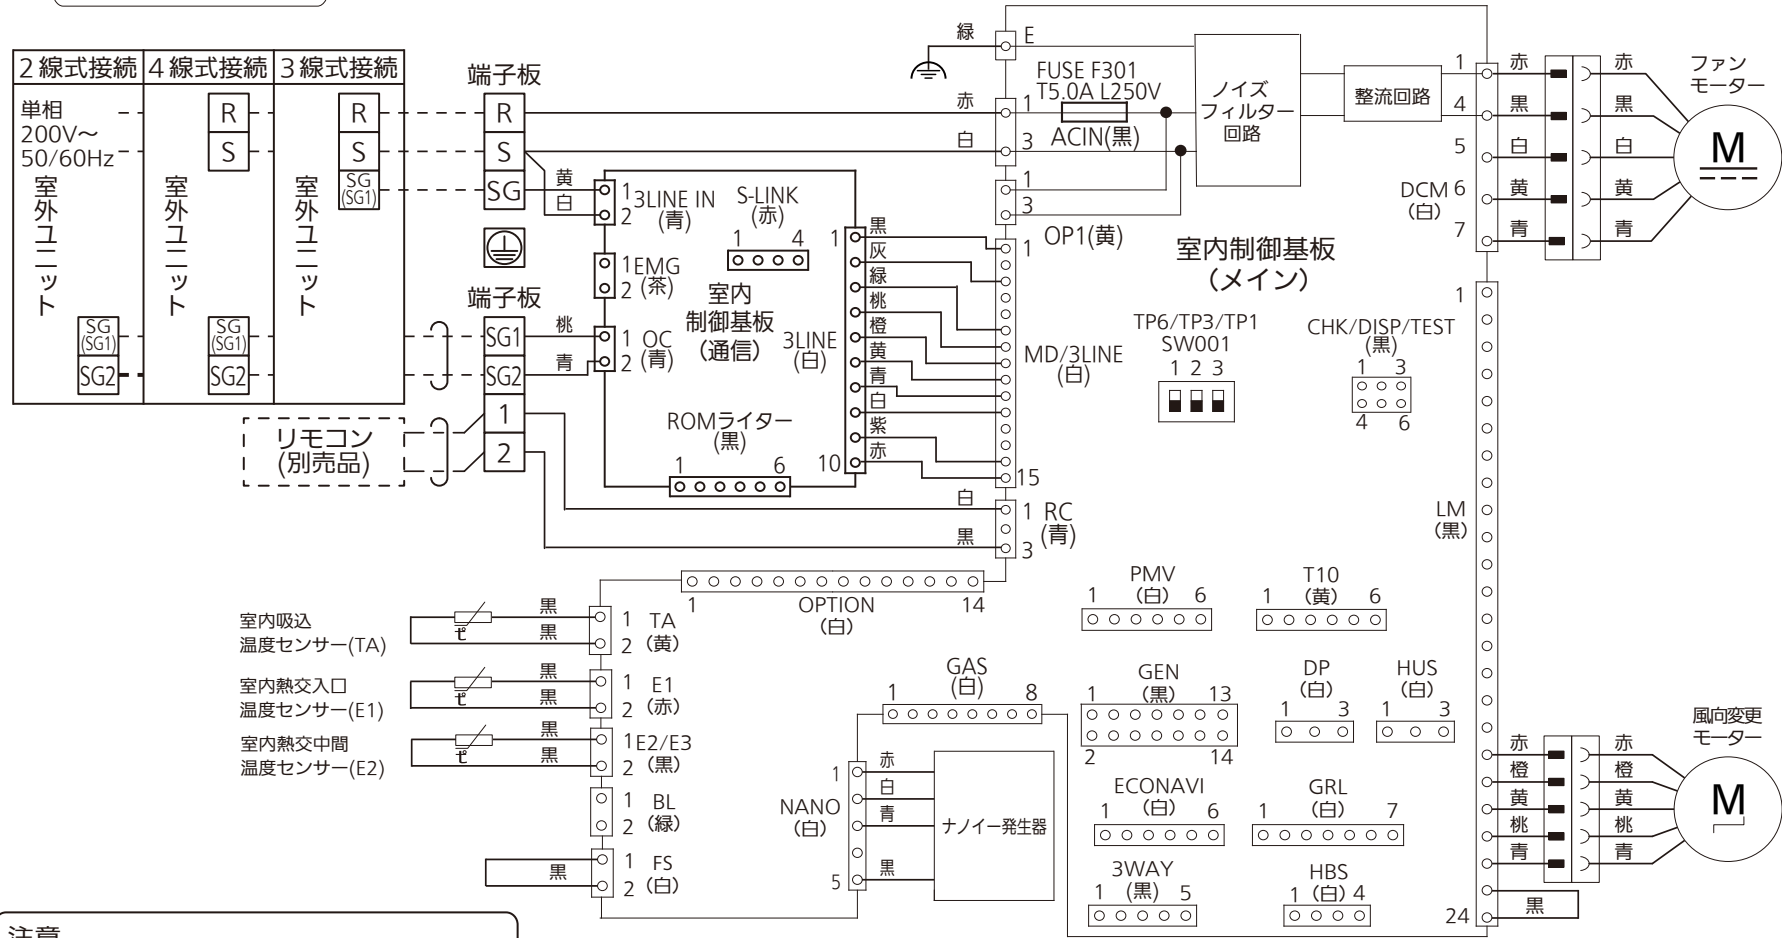 2線式接続 4線式接続 3線式接続
単相
200V～
50/60Hz
室外ユニット
SG
(SG1)
SG2
R
S
室外ユニット
SG
(SG1)
SG2
R
S
SG
(SG1)
室外ユニット
端子板
R
S
SG
端子板
SG1
SG2
1
2
リモコン
(別売品)
赤
白
黄
白
桃
青
1
2
3LINE IN
(青)
S-LINK
(赤)
1 4
1 EMG
2 (茶)
1 OC
2 (青)
室内
制御基板
（通信）
3LINE
(白)
1
10
ROMライター
(黒)
1 6
黒
灰
緑
桃
橙
黄
青
白
紫
赤
白
黒
緑
E
FUSE F301
T5.0A L250V
1
3
ACIN(黒)
1
3
OP1(黄)
1
MD/3LINE
(白)
15
1 RC
3 (青)
ノイズ
フィルター
回路
整流回路
室内制御基板
（メイン）
TP6/TP3/TP1
SW001
1 2 3
CHK/DISP/TEST
(黒)
1 3
4 6
1
4
5
DCM 6
(白)
7
赤 赤
黒 黒
白 白
黄 黄
青 青
ファン
モーター
M
1
LM
(黒)
24
赤 赤
橙 橙
黄 黄
桃 桃
青 青
黒
風向変更
モーター
M
1 OPTION 14
(白)
室内吸込
温度センサー(TA)
t°
黒
黒
1 TA
2 (黄)
室内熱交入口
温度センサー(E1)
t°
黒
黒
1 E1
2 (赤)
室内熱交中間
温度センサー(E2)
t°
黒
黒
1 E2/E3
2 (黒)
1 BL
2 (緑)
黒
1 FS
2 (白)
GAS
1 (白) 8
NANO
(白)
1
5
赤
白
青
黒
ナノイー発生器
PMV
1 (白) 6
T10
1 (黄) 6
GEN
1 (黒) 13
2 14
DP
(白)
1 3
HUS
(白)
1 3
ECONAVI
1 (白) 6
GRL
1 (白) 7
3WAY
1 (黒) 5
HBS
1 (白) 4
注意